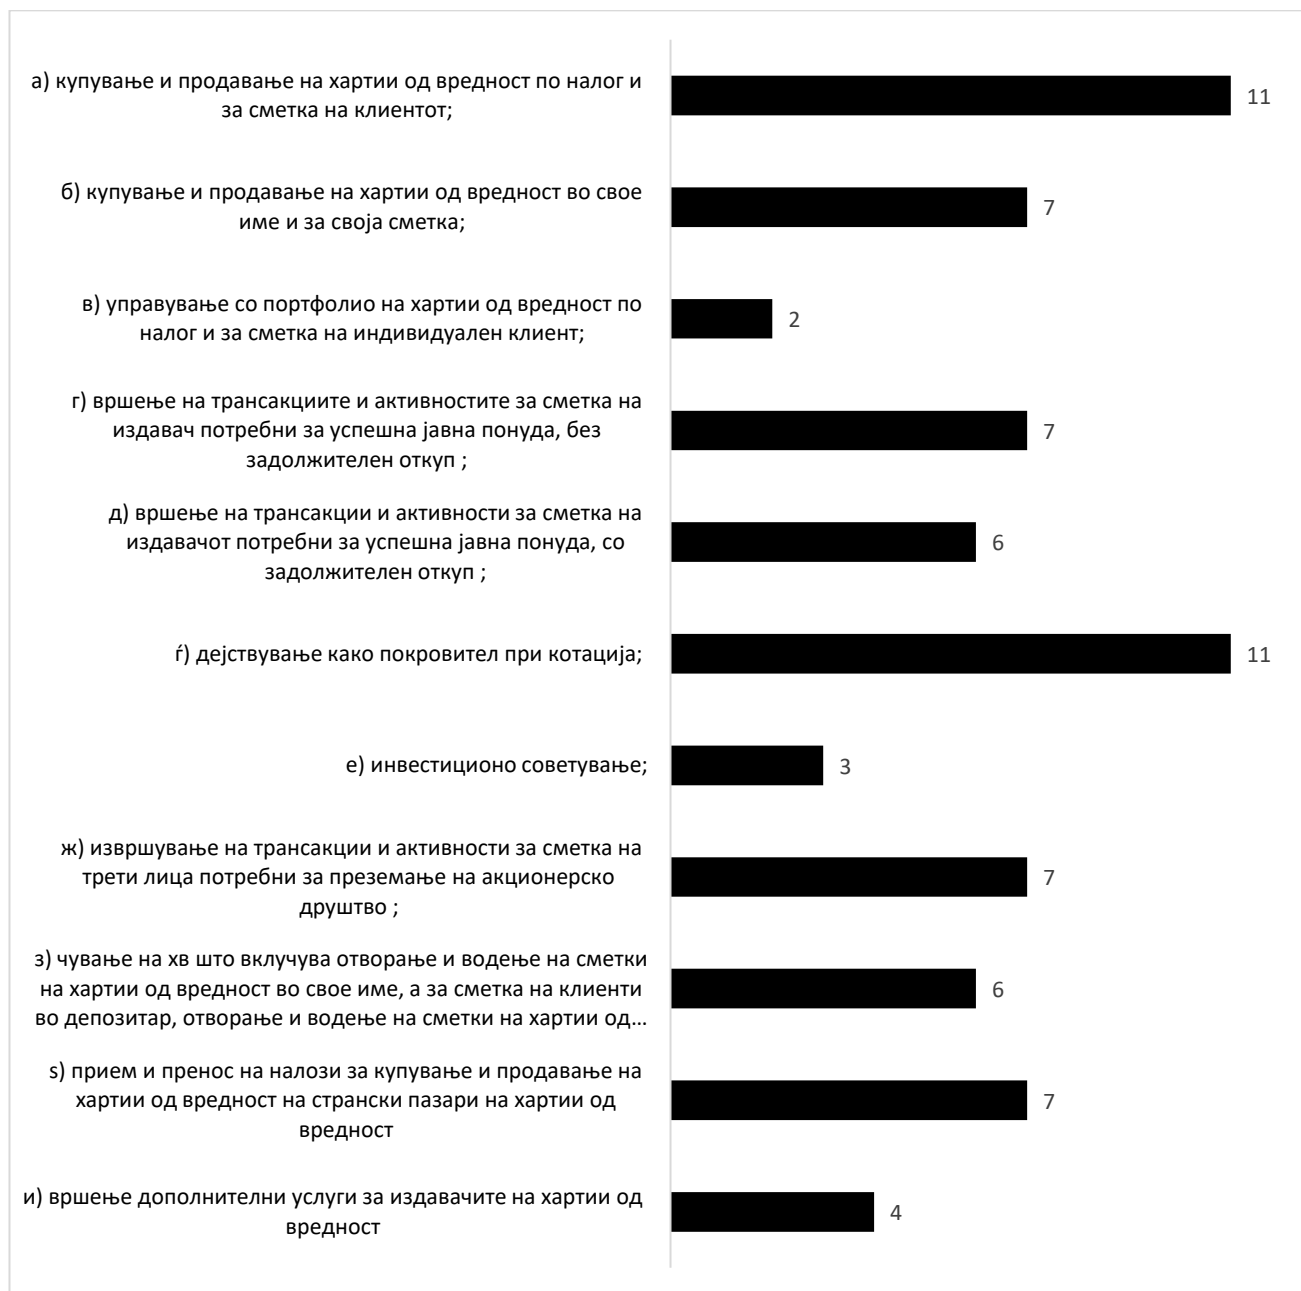 а) купување и продавање на хартии од вредност по налог и
за сметка на клиентот;
11
б) купување и продавање на хартии од вредност во свое
име и за своја сметка;
7
в) управување со портфолио на хартии од вредност по
налог и за сметка на индивидуален клиент;
2
г) вршење на трансакциите и активностите за сметка на
издавач потребни за успешна јавна понуда, без
задолжителен откуп ;
7
д) вршење на трансакции и активности за сметка на
издавачот потребни за успешна јавна понуда, со
задолжителен откуп ;
6
ѓ) дејствување како покровител при котација;
11
е) инвестиционо советување;
3
ж) извршување на трансакции и активности за сметка на
трети лица потребни за преземање на акционерско
друштво ;
7
з) чување на хв што вклучува отворање и водење на сметки
на хартии од вредност во свое име, а за сметка на клиенти
во депозитар, отворање и водење на сметки на хартии од...
6
ѕ) прием и пренос на налози за купување и продавање на
хартии од вредност на странски пазари на хартии од
вредност
7
и) вршење дополнителни услуги за издавачите на хартии од
вредност
4